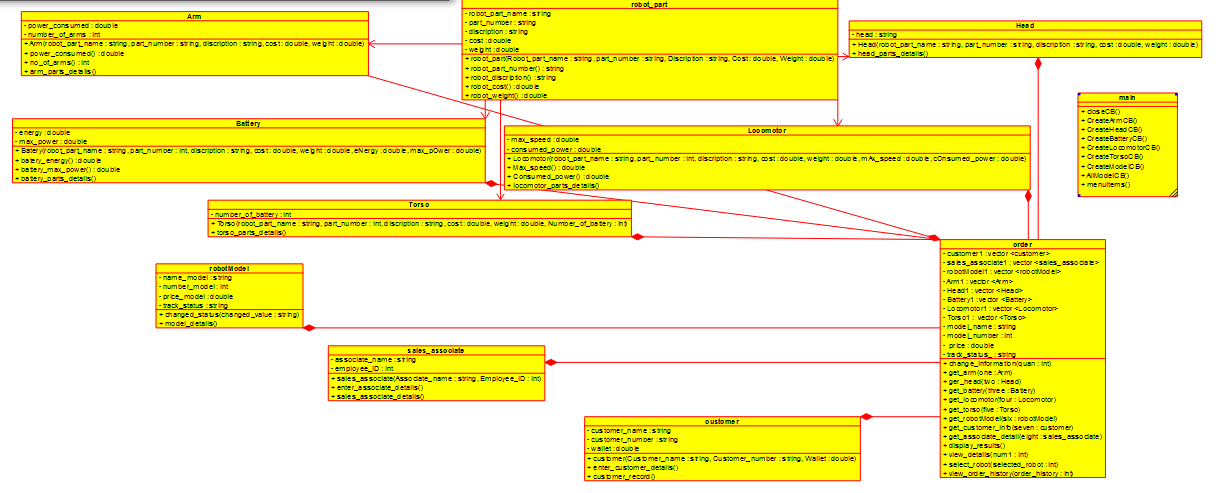 Arm
- power_consumed : double
- number_of_arms : int
+ Arm(robot_part_name : string, part_number : string, discription : string, cost : double, weight : double)
+ power_consumed() : double
+ no_of_arms() : int
+ arm_parts_details()
robot_part
- robot_part_name : string
- part_number : string
- discription : string
- cost : double
- weight : double
+ robot_part(Robot_part_name : string, part_number : string, Discription : string, Cost : double, Weight : double)
+ robot_part_number() : string
+ robot_discription() : string
+ robot_cost() : double
+ robot_weight() : double
Head
- head : string
+ Head(robot_part_name : string, part_number : string, discription : string, cost : double, weight : double)
+ head_parts_details()
main
+ closeCB()
+ CreateArmCB()
+ CreateHeadCB()
+ CreateBatteryCB()
+ CreateLocomotorCB()
+ CreateTorsoCB()
+ CreateModelCB()
+ AllModelCB()
+ menuItems()
Battery
- energy : double
- max_power : double
+ Batery(robot_part_name : string, part_number : int, discription : string, cost : double, weight : double, eNergy : double, max_pOwer : double)
+ batery_energy() : double
+ battery_max_power() : double
+ battery_parts_details()
Locomotor
- max_speed : double
- consumed_power : double
+ Locomotor(robot_part_name : string, part_number : int, discription : string, cost : double, weight : double, mAx_speed : double, cOnsumed_power : double)
+ Max_speed() : double
+ Consumed_power() : double
+ locomotor_parts_details()
Torso
- number_of_battery : int
+ Torso(robot_part_name : string, part_number : int, discription : string, cost : double, weight : double, Number_of_battery : int)
+ torso_parts_details()
robotModel
- name_model : string
- number_model : int
- price_model : double
- track_status : string
+ changed_status(changed_value : string)
+ model_details()
sales_associate
- associate_name : string
- employee_ID : int
+ sales_associate(Associate_name : string, Employee_ID : int)
+ enter_associate_details()
+ sales_associate_details()
customer
- customer_name : string
- customer_number : string
- wallet : double
+ customer(Customer_name : string, Customer_number : string, Wallet : double)
+ enter_customer_details()
+ customer_record()
order
- customer1 : vector <customer>
- sales_associate1 : vector <sales_associate>
- robotModel1 : vector <robotModel>
- Arm1 : vector <Arm>
- Head1 : vector <Head>
- Battery1 : vector <Battery>
- Locomotor1 : vector <Locomotor>
- Torso1 : vector <Torso>
- model_name : string
- model_number : int
- price : double
- track_status_ : string
+ change_information(quan : int)
+ get_arm(one : Arm)
+ ger_head(two : Head)
+ get_battery(three : Battery)
+ get_locomotor(four : Locomotor)
+ get_torso(five : Torso)
+ get_robotModel(six : robotModel)
+ get_customer_info(seven : customer)
+ get_associate_detail(eight : sales_associate)
+ display_results()
+ view_details(num1 : int)
+ select_robot(selected_robot : int)
+ view_order_history(order_history : int)